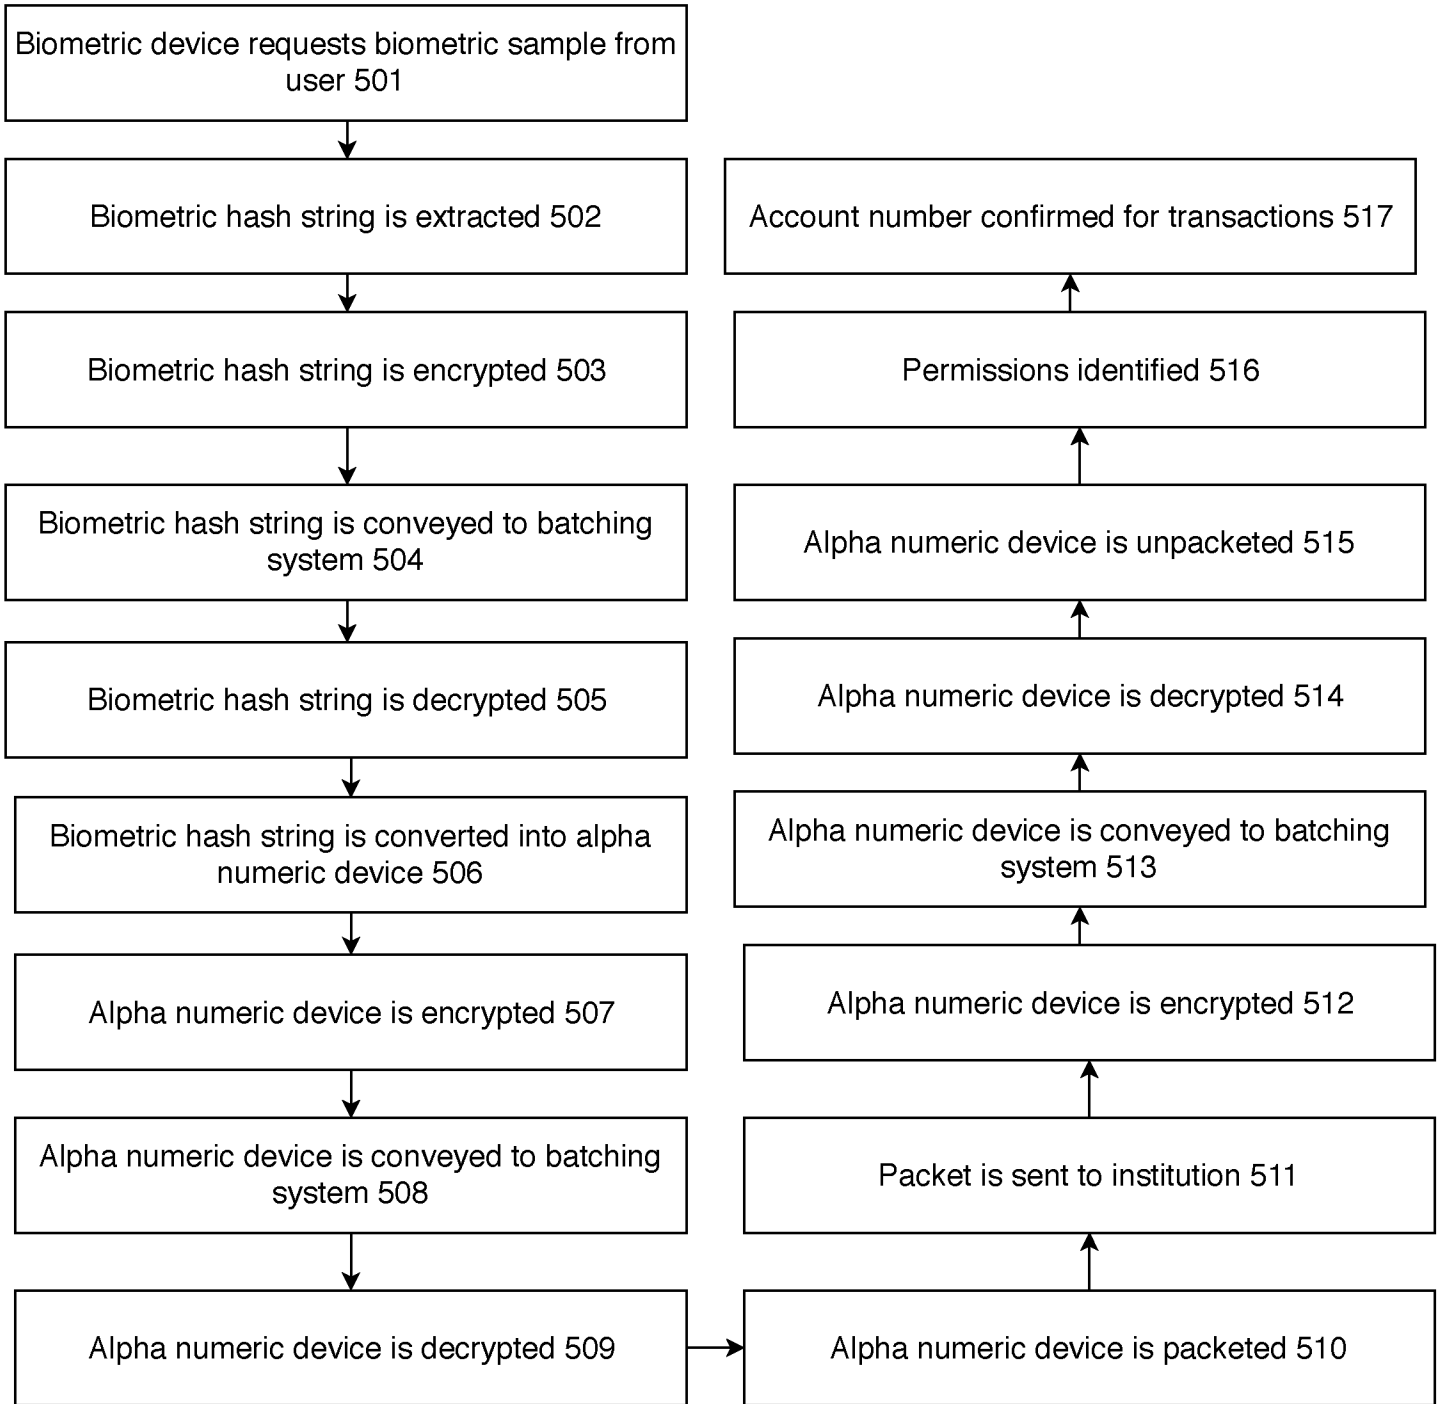 Biometric device requests biometric sample from
user 501
Biometric hash string is extracted 502
Biometric hash string is encrypted 503
Biometric hash string is conveyed to batching
system 504
Biometric hash string is decrypted 505
Biometric hash string is converted into alpha
numeric device 506
Alpha numeric device is encrypted 507
Alpha numeric device is conveyed to batching
system 508
Alpha numeric device is decrypted 509
Alpha numeric device is packeted 510
Packet is sent to institution 511
Alpha numeric device is encrypted 512
Alpha numeric device is conveyed to batching
system 513
Alpha numeric device is decrypted 514
Alpha numeric device is unpacketed 515
Permissions identified 516
Account number confirmed for transactions 517